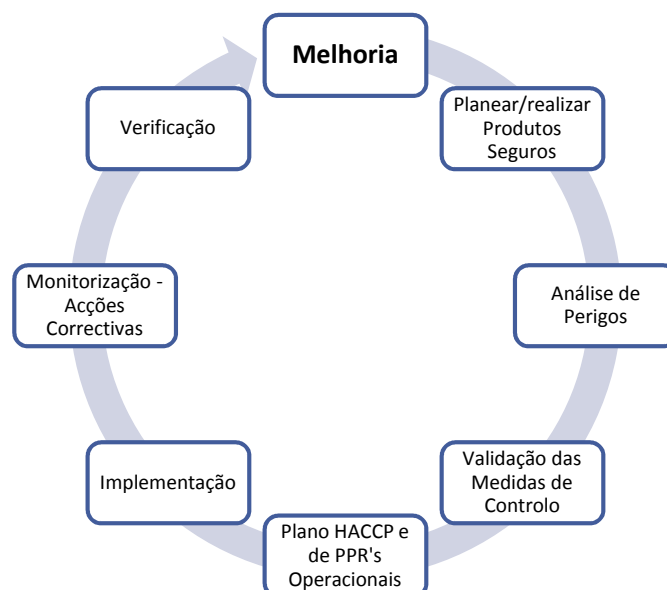 Melhoria
Planear/realizar
Produtos
Seguros
Análise de
Perigos
Validação das
Medidas de
Controlo
Plano HACCP e
de PPR's
Operacionais
Implementação
Monitorização -
Acções
Correctivas
Verificação